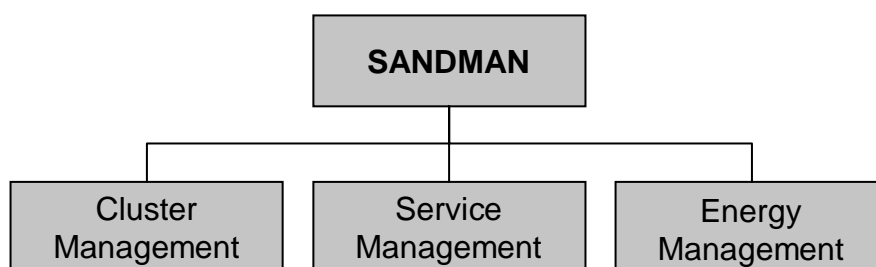 SANDMAN
Cluster
Management
Service
Management
Energy
Management